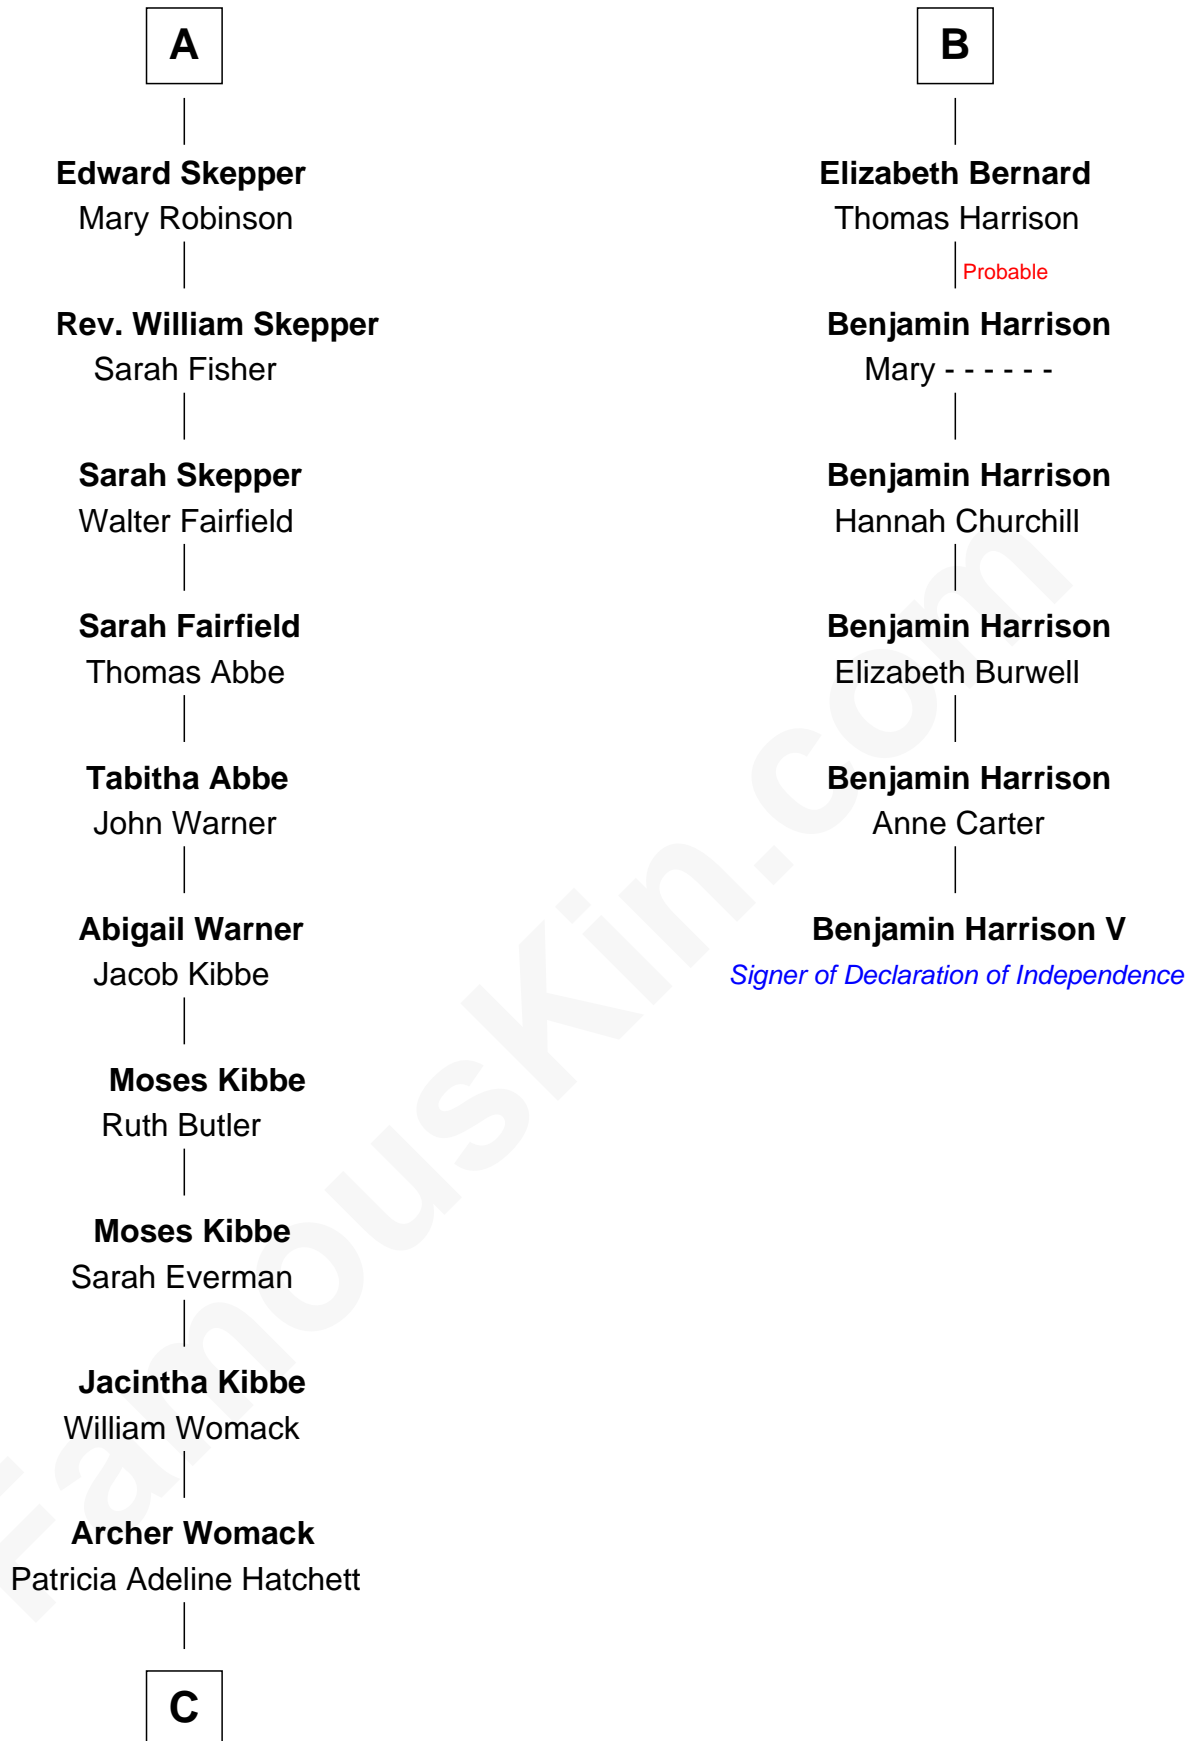 A
Edward Skepper
Mary Robinson
Rev. William Skepper
Sarah Fisher
Sarah Skepper
Walter Fairfield
Sarah Fairfield
Thomas Abbe
Tabitha Abbe
John Warner
Abigail Warner
Jacob Kibbe
Moses Kibbe
Ruth Butler
Moses Kibbe
Sarah Everman
Jacintha Kibbe
William Womack
Archer Womack
Patricia Adeline Hatchett
C
B
Elizabeth Bernard
Thomas Harrison
Probable
Benjamin Harrison
Mary - - - - - -
Benjamin Harrison
Hannah Churchill
Benjamin Harrison
Elizabeth Burwell
Benjamin Harrison
Anne Carter
Benjamin Harrison V
Signer of Declaration of Independence
FamousKin.com